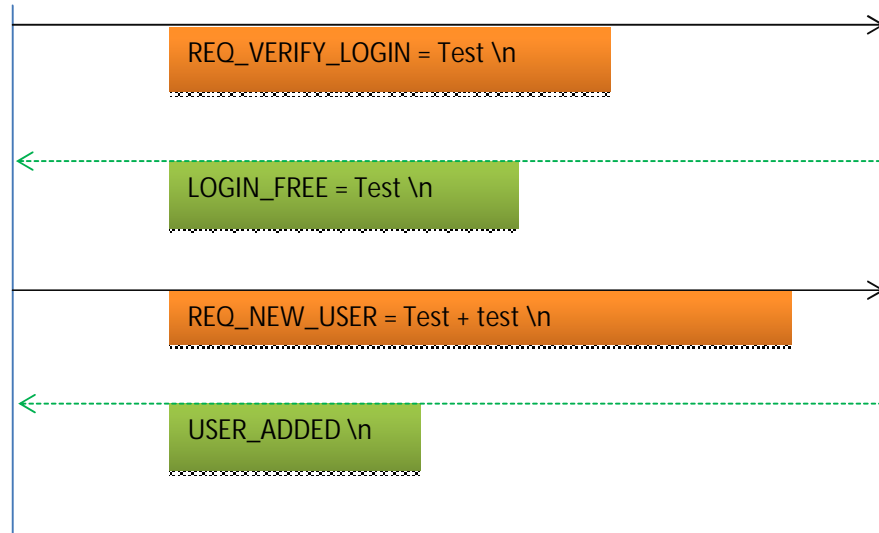 REQ_VERIFY_LOGIN = Test \n
LOGIN_FREE = Test \n
REQ_NEW_USER = Test + test \n
USER_ADDED \n